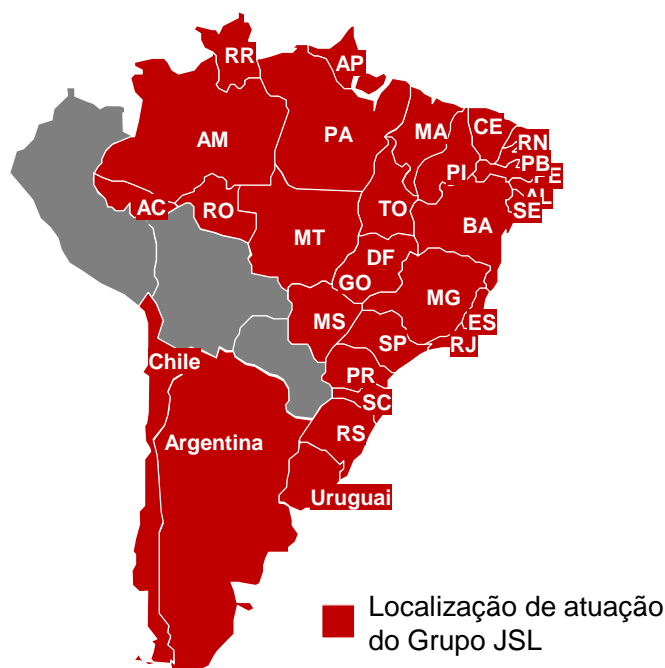 RR
AP
AM
PA
MA
CE
RN
PB
PE
PI
AL
SE
AC
RO
TO
BA
MT
DF
GO
MG
MS
ES
SP
RJ
Chile
PR
SC
RS
Argentina
Uruguai
Localização de atuação
do Grupo JSL